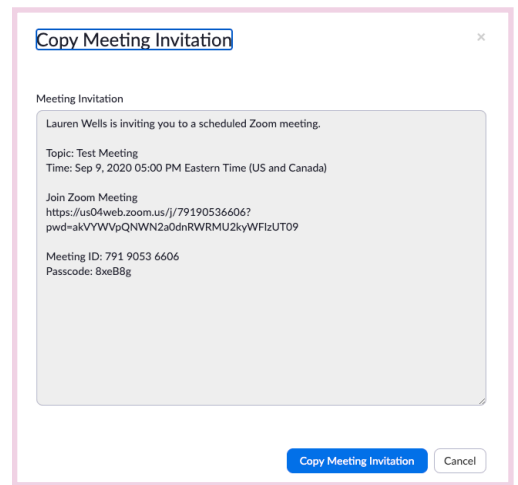 Copy Meeting Invitation
Meeting Invitation
Lauren Wells is inviting you to a scheduled Zoom meeting.
Topic: Test Meeting
Time: Sep 9, 2020 05:00 PM Eastern Time (US and Canada)
Join Zoom Meeting
https://us04web.zoom.us/j/79190536606?
pwd=akVYWVpQNWN2a0dnRWRMU2kyWFIzUT09
Meeting ID: 791 9053 6606
Passcode: 8xeB8g
Copy Meeting Invitation
Cancel